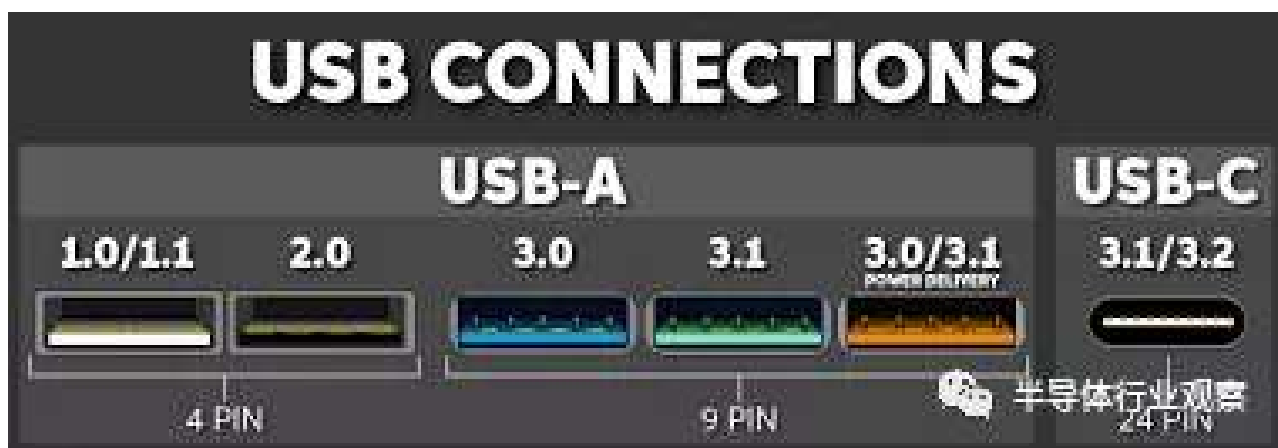 USB CONNECTIONS
USB-A
USB-C
1.0/1.1
2.0
3.0
3.1
3.0/3.1
POWER DELIVERY
3.1/3.2
4 PIN
9 PIN
半导体行业观察
24 PIN